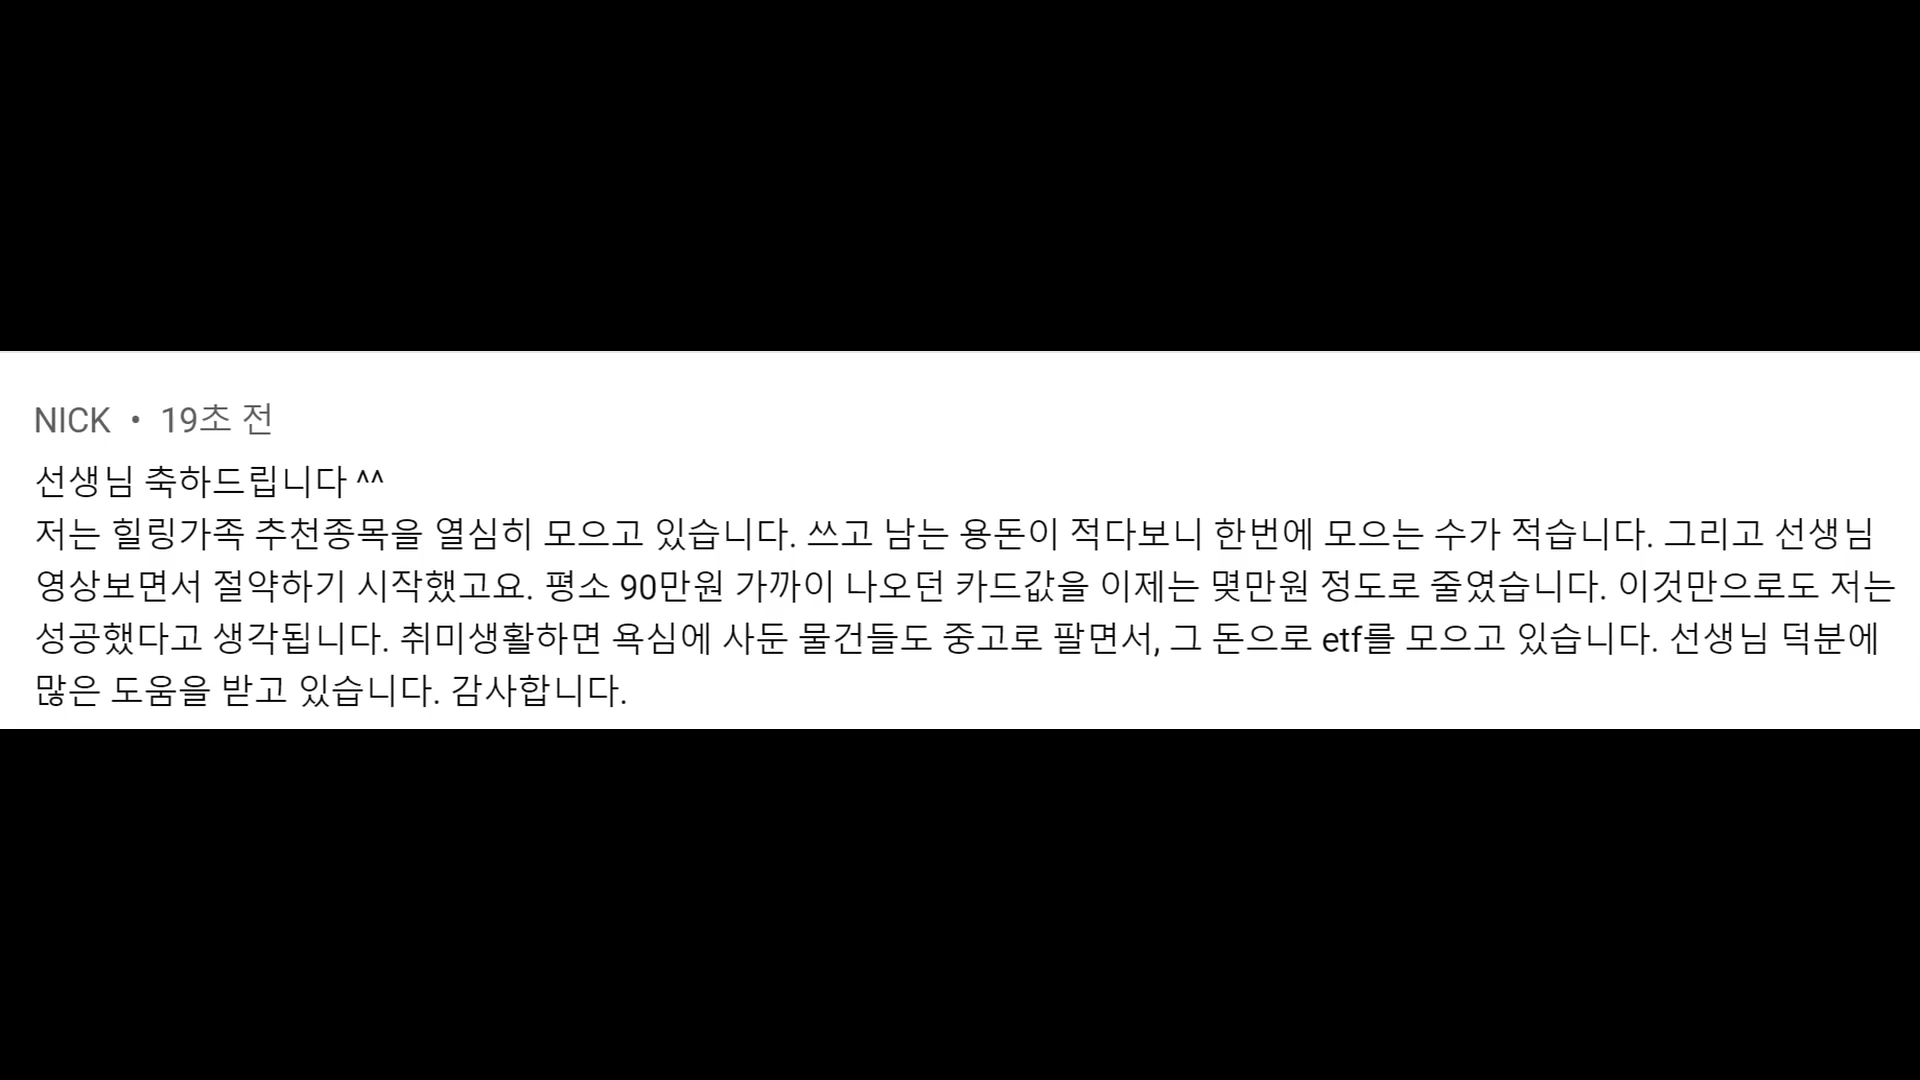 NICK • 19초 전
선생님 축하드립니다 ^^
저는 힐링가족 추천종목을 열심히 모으고 있습니다. 쓰고 남는 용돈이 적다보니 한번에 모으는 수가 적습니다. 그리고 선생님
영상보면서 절약하기 시작했고요. 평소 90만원 가까이 나오던 카드값을 이제는 몇만원 정도로 줄였습니다. 이것만으로도 저는
성공했다고 생각됩니다. 취미생활하면 욕심에 사둔 물건들도 중고로 팔면서, 그 돈으로 etf를 모으고 있습니다. 선생님 덕분에
많은 도움을 받고 있습니다. 감사합니다.